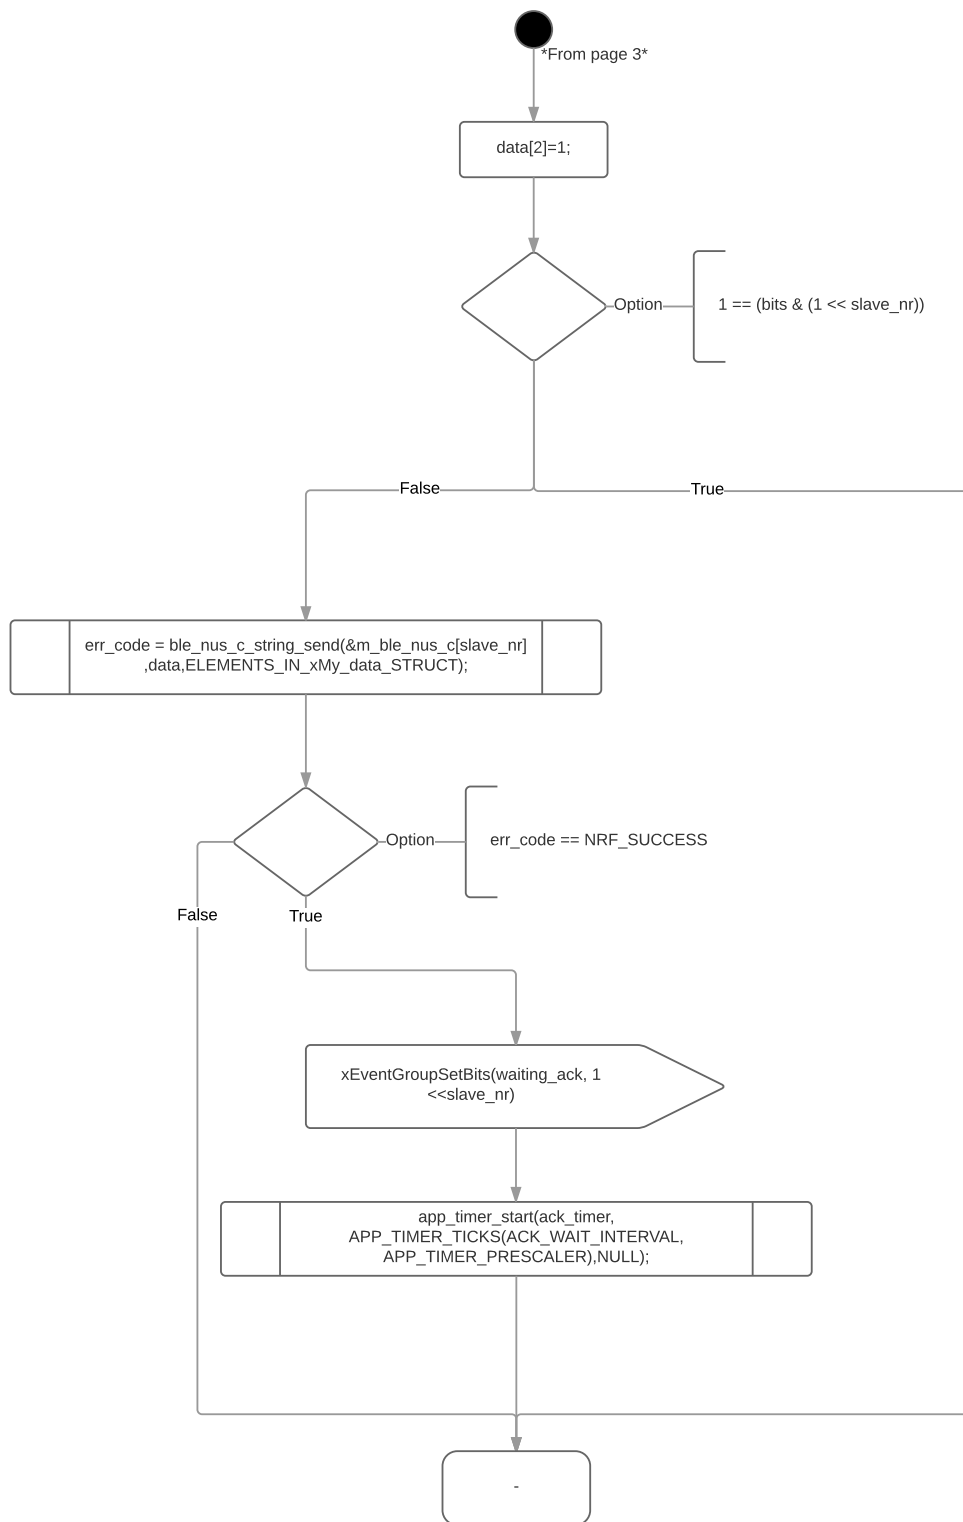 *From page 3*
data[2]=1;
Option
1 == (bits & (1 << slave_nr))
False
True
err_code = ble_nus_c_string_send(&m_ble_nus_c[slave_nr]
,data,ELEMENTS_IN_xMy_data_STRUCT);
Option
err_code == NRF_SUCCESS
False
True
xEventGroupSetBits(waiting_ack, 1
<<slave_nr)
app_timer_start(ack_timer,
APP_TIMER_TICKS(ACK_WAIT_INTERVAL,
APP_TIMER_PRESCALER),NULL);
-